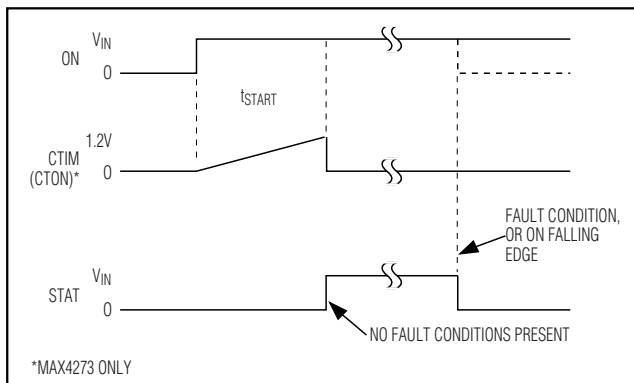 V_IN
ON
0
t_START
1.2V
CTIM
0
(CTON)*
FAULT CONDITION,
OR ON FALLING
EDGE
V_IN
STAT
0
NO FAULT CONDITIONS PRESENT
*MAX4273 ONLY